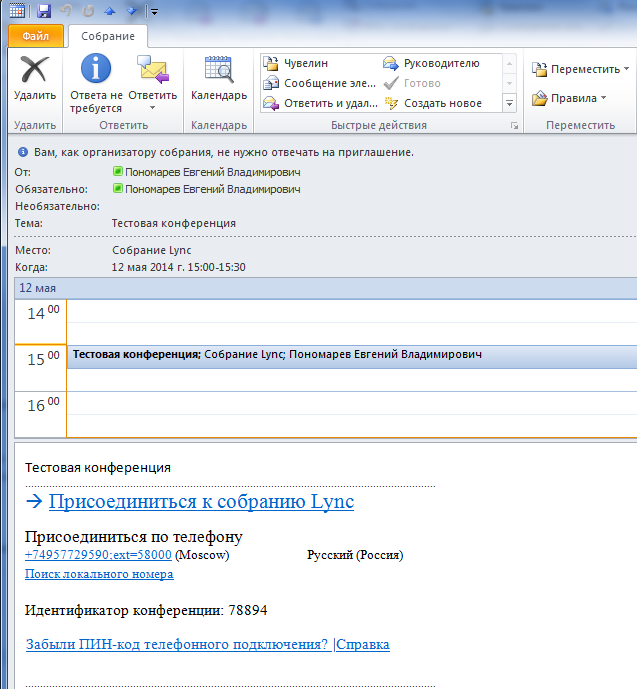 Файл Собрание
Удалить
Ответа не требуется
Ответить
Календарь
Чувелин
Сообщение эле...
Ответить и удал...
Руководителю
Готово
Создать новое
Переместить
Правила
Удалить Ответить Календарь Быстрые действия Переместить
Вам, как организатору собрания, не нужно отвечать на приглашение.
От: Пономарев Евгений Владимирович
Обязательно: Пономарев Евгений Владимирович
Необязательно:
Тема: Тестовая конференция
Место: Собрание Lync
Когда: 12 мая 2014 г. 15:00-15:30
12 мая
14 00
15 00 Тестовая конференция; Собрание Lync; Пономарев Евгений Владимирович
16 00
Тестовая конференция
→ Присоединиться к собранию Lync
Присоединиться по телефону
+74957729590;ext=58000 (Moscow) Русский (Россия)
Поиск локального номера
Идентификатор конференции: 78894
Забыли ПИН-код телефонного подключения? |Справка